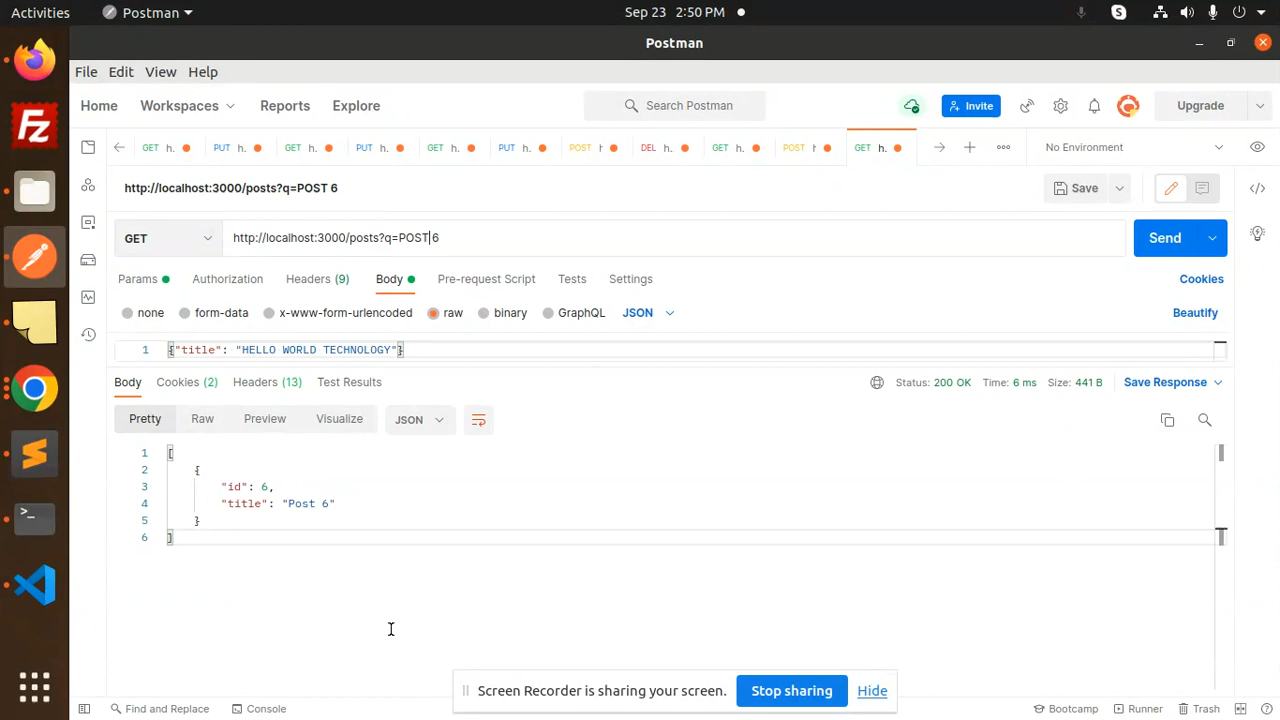 Activities Postman Sep 23 2:50 PM
Postman
File Edit View Help
Home Workspaces Reports Explore Search Postman Invite Upgrade
GET h. PUT h. GET h. PUT h. GET h. PUT h. POST h DEL h. GET h. POST h GET h. No Environment
http://localhost:3000/posts?q=POST 6 Save
GET http://localhost:3000/posts?q=POST 6 Send
Params Authorization Headers (9) Body Pre-request Script Tests Settings Cookies
none form-data x-www-form-urlencoded raw binary GraphQL JSON Beautify
1 {"title": "HELLO WORLD TECHNOLOGY"}
Body Cookies (2) Headers (13) Test Results Status: 200 OK Time: 6 ms Size: 441 B Save Response
Pretty Raw Preview Visualize JSON
1 [
2 {
3 "id": 6,
4 "title": "Post 6"
5 }
6 ]
Screen Recorder is sharing your screen. Stop sharing Hide
Find and Replace Console Bootcamp Runner Trash